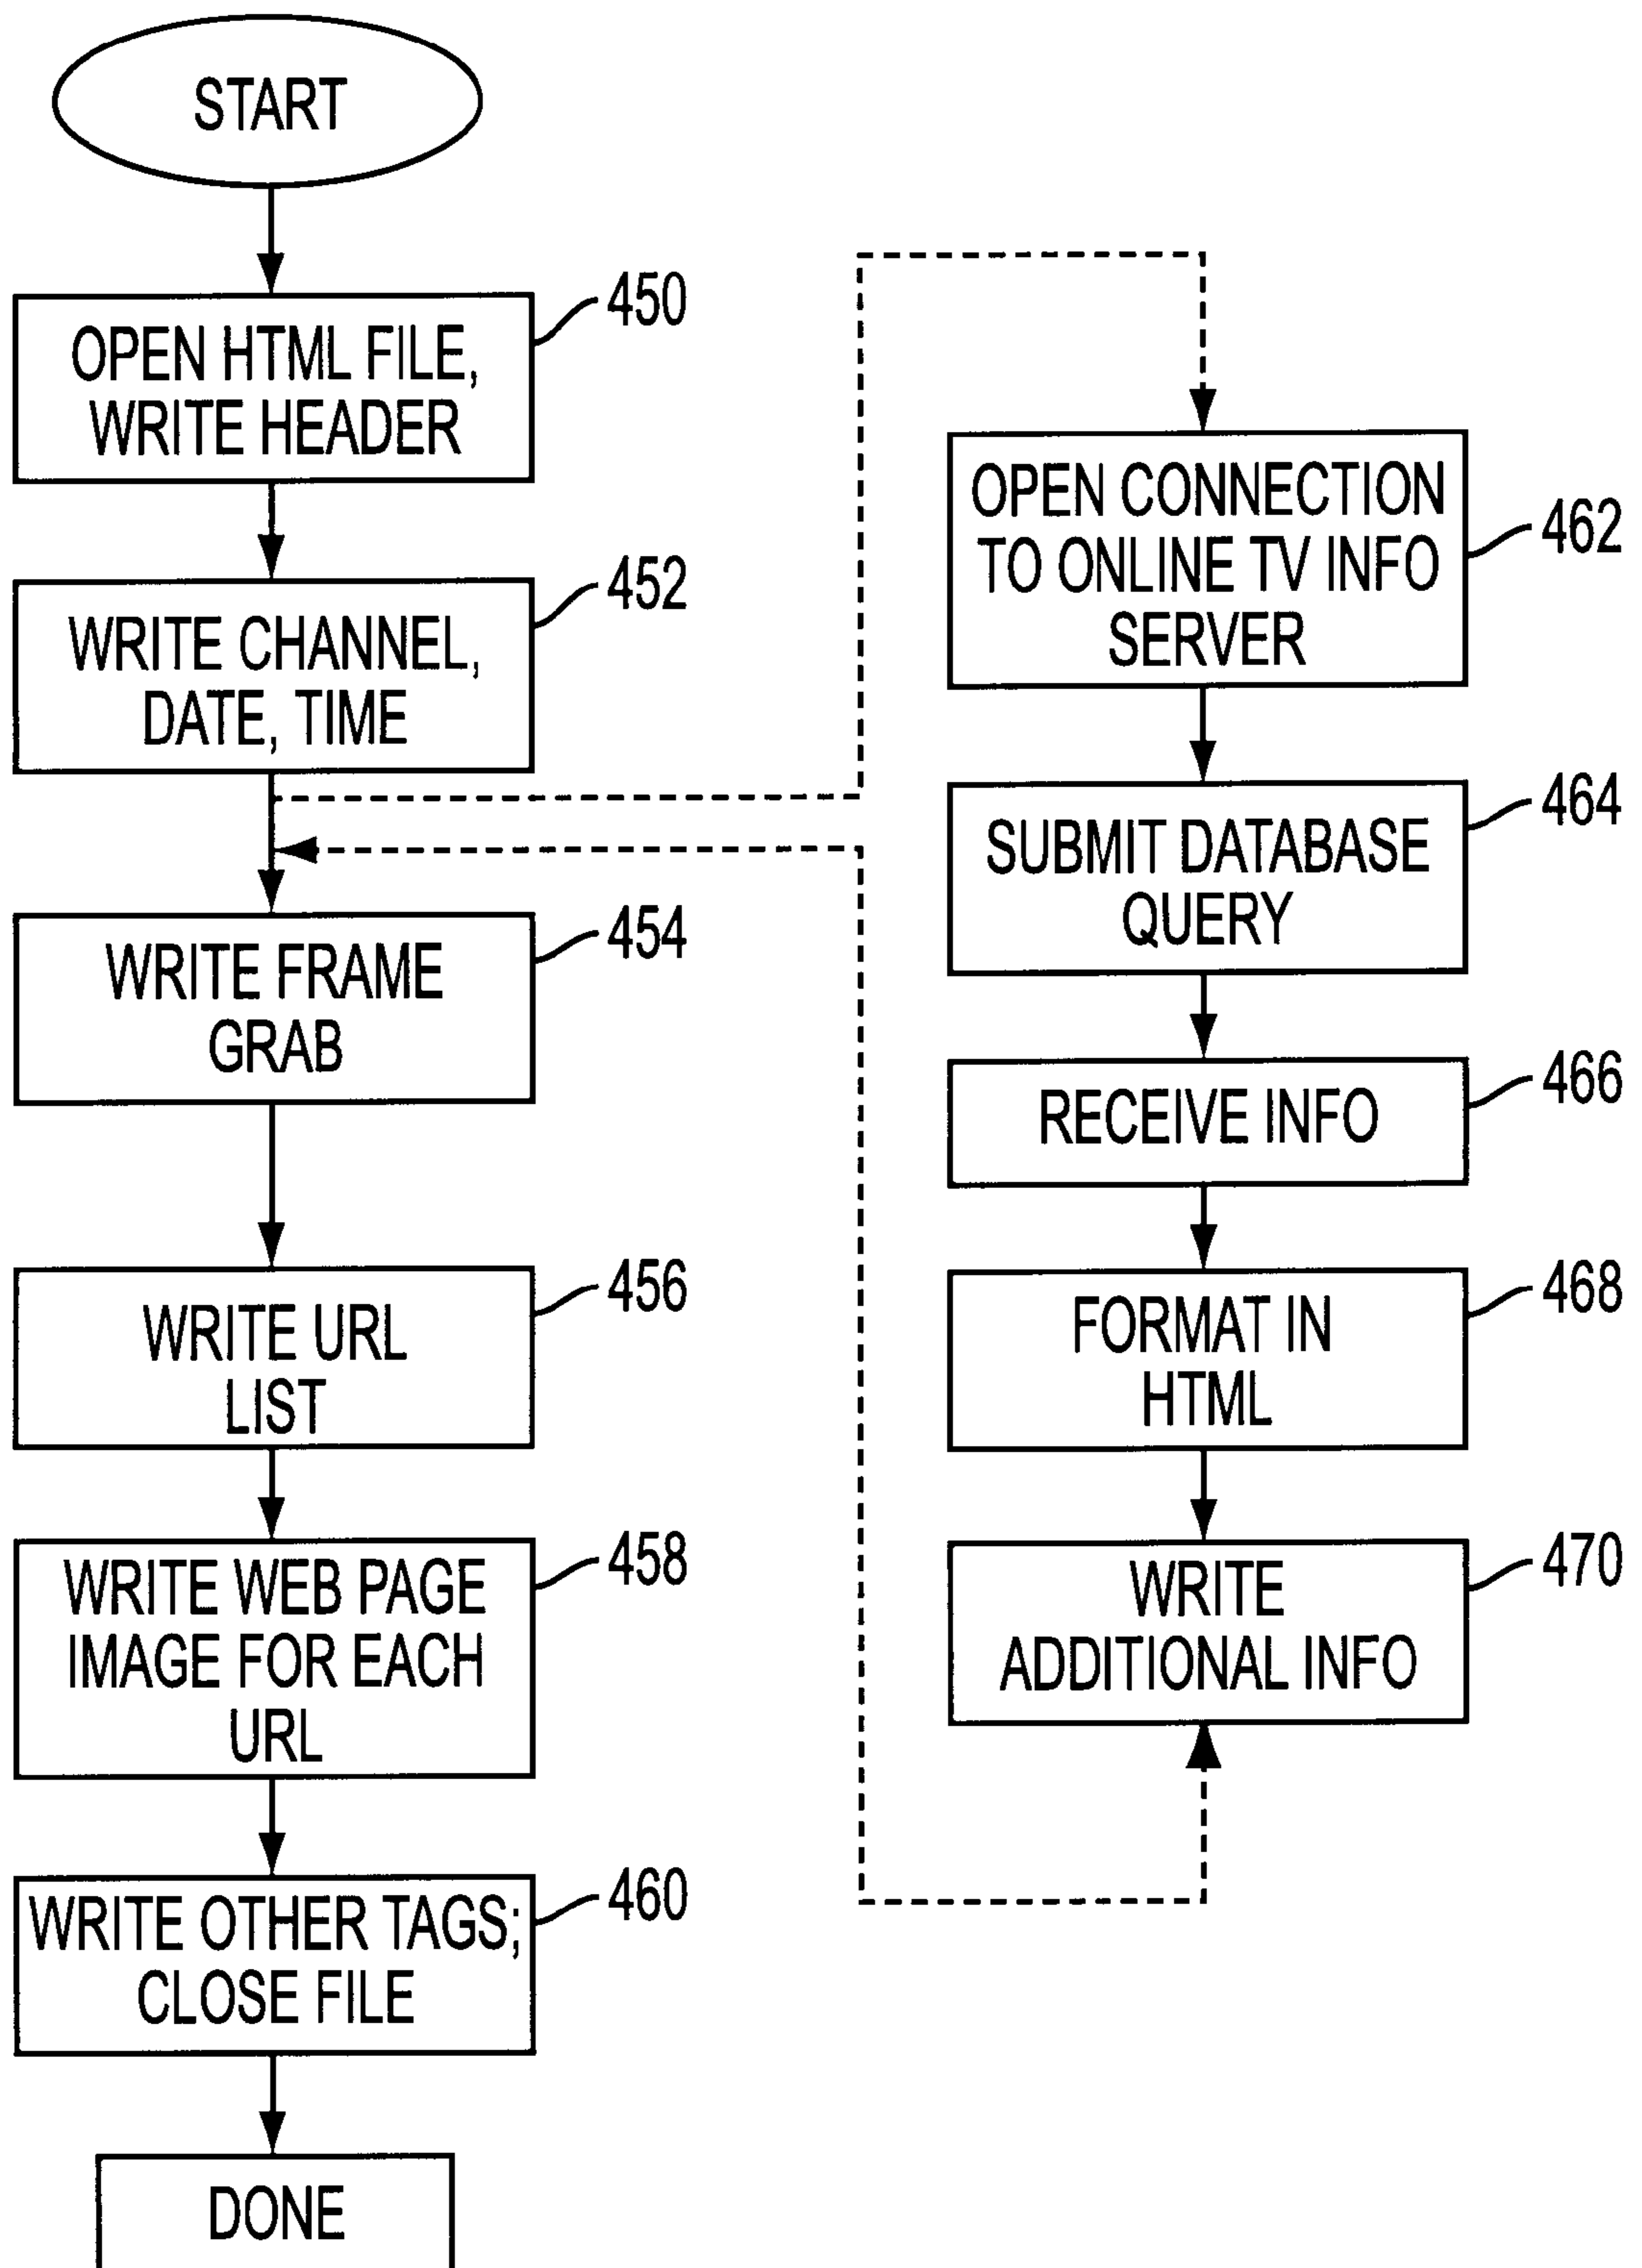 START
450
OPEN HTML FILE,
WRITE HEADER
452
WRITE CHANNEL,
DATE, TIME
454
WRITE FRAME
GRAB
456
WRITE URL
LIST
458
WRITE WEB PAGE
IMAGE FOR EACH
URL
460
WRITE OTHER TAGS;
CLOSE FILE
DONE
462
OPEN CONNECTION
TO ONLINE TV INFO
SERVER
464
SUBMIT DATABASE
QUERY
466
RECEIVE INFO
468
FORMAT IN
HTML
470
WRITE
ADDITIONAL INFO